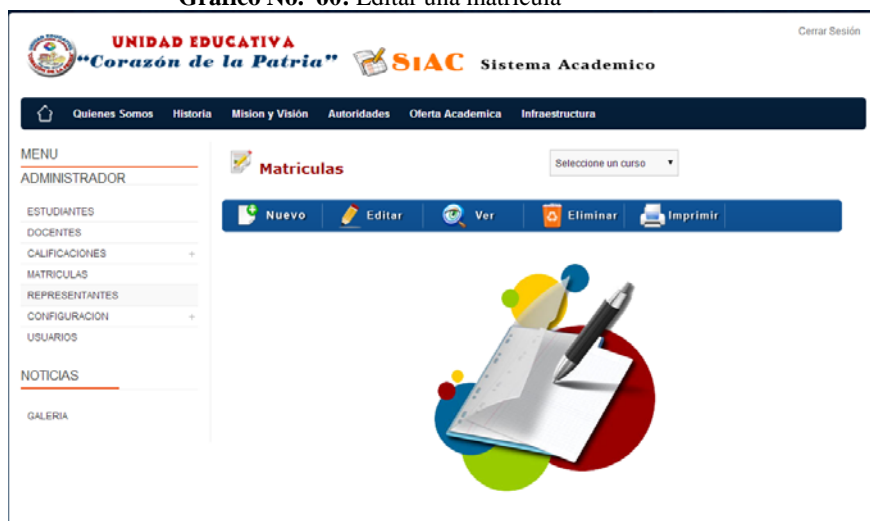 Gráfico No. 60: Editar una matrícula
Cerrar Sesión
UNIDAD EDUCATIVA
“Corazón de la Patria”
SIAC Sistema Academico
Quienes Somos Historia Mision y Visión Autoridades Oferta Academica Infraestructura
MENU
ADMINISTRADOR
ESTUDIANTES
DOCENTES
CALIFICACIONES +
MATRICULAS
REPRESENTANTES
CONFIGURACION +
USUARIOS
NOTICIAS
GALERIA
Matriculas
Seleccione un curso
Nuevo Editar Ver Eliminar Imprimir